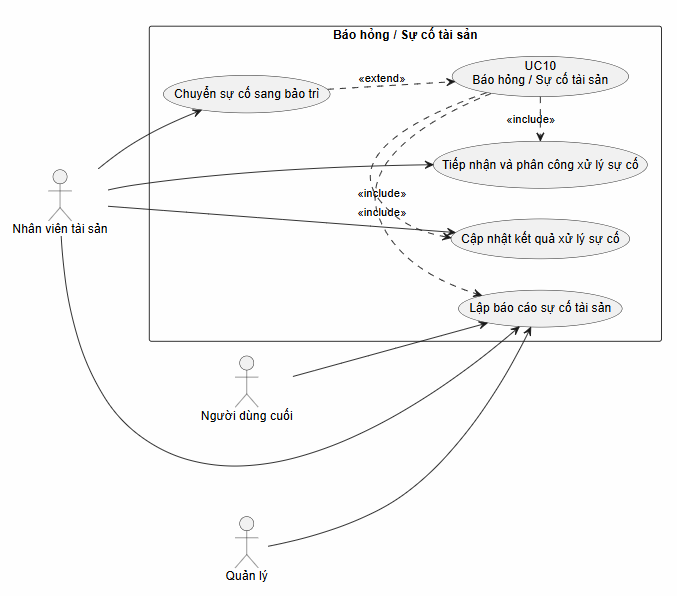 Báo hỏng / Sự cố tài sản
UC10
Báo hỏng / Sự cố tài sản
«extend»
Chuyển sự cố sang bảo trì
«include»
Tiếp nhận và phân công xử lý sự cố
«include»
«include»
Nhân viên tài sản
Cập nhật kết quả xử lý sự cố
Lập báo cáo sự cố tài sản
Người dùng cuối
Quản lý